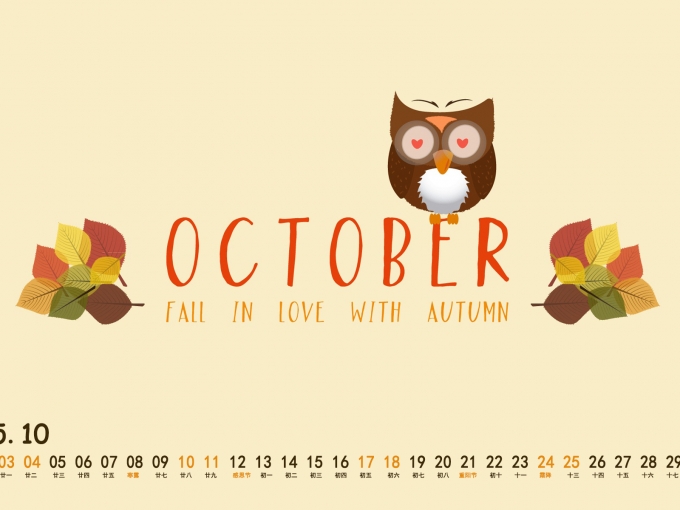 OCTOBER
FALL IN LOVE WITH AUTUMN
5.10
03 04 05 06 07 08 09 10 11 12 13 14 15 16 17 18 19 20 21 22 23 24 25 26 27 28 29
廿一 廿二 廿三 廿四 廿五 寒露 廿七 廿八 廿九 感恩节 初一 初二 初三 初四 初五 初六 初七 初八 重阳节 初十 十一 霜降 十三 十四 十五 十六 十七